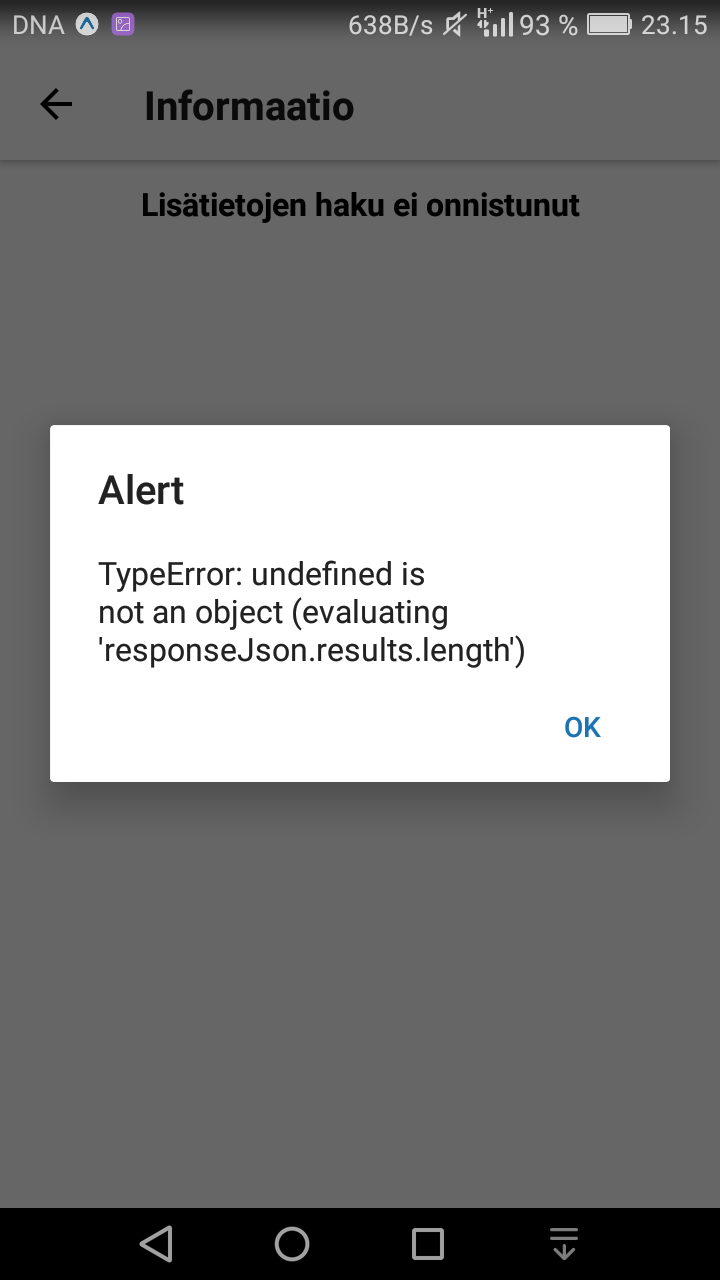 DNA 638B/s H+ 93 % 23.15
Informaatio
Lisätietojen haku ei onnistunut
Alert
TypeError: undefined is
not an object (evaluating
'responseJson.results.length')
OK